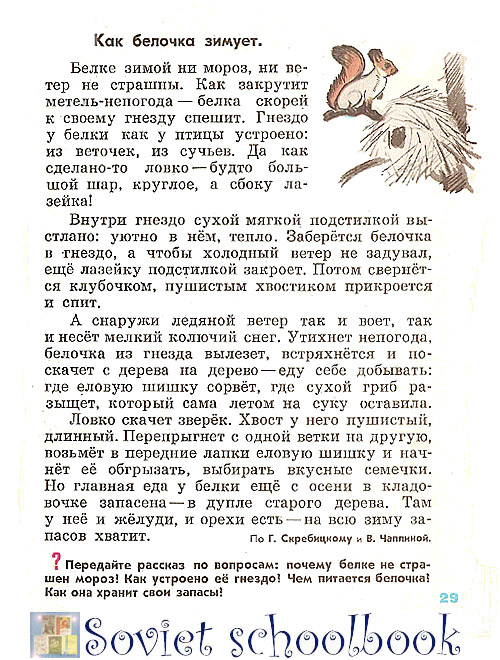 Как белочка зимует.
Белке зимой ни мороз, ни ве-
тер не страшны. Как закрутит
метель-непогода — белка скорей
к своему гнезду спешит. Гнездо
у белки как у птицы устроено:
из веточек, из сучьев. Да как
сделано-то ловко — будто боль-
шой шар, круглое, а сбоку ла-
зейка!
Внутри гнездо сухой мягкой подстилкой вы-
стлано: уютно в нём, тепло. Заберётся белочка
в гнездо, а чтобы холодный ветер не задувал,
ещё лазейку подстилкой закроет. Потом свернёт-
ся клубочком, пушистым хвостиком прикроется
и спит.
А снаружи ледяной ветер так и воет, так
и несёт мелкий колючий снег. Утихнет непогода,
белочка из гнезда вылезет, встряхнётся и по-
скачет с дерева на дерево — еду себе добывать:
где еловую шишку сорвёт, где сухой гриб ра-
зыщет, который сама летом на суку оставила.
Ловко скачет зверёк. Хвост у него пушистый,
длинный. Перепрыгнет с одной ветки на другую,
возьмёт в передние лапки еловую шишку и нач-
нёт её обгрызать, выбирать вкусные семечки.
Но главная еда у белки ещё с осени в кладо-
вочке запасена — в дупле старого дерева. Там
у неё и жёлуди, и орехи есть — на всю зиму за-
пасов хватит. По Г. Скребицкому и В. Чаплиной.
? Передайте рассказ по вопросам: почему белке не стра-
шен мороз! Как устроено её гнездо! Чем питается белочка!
Как она хранит свои запасы!
29
Soviet schoolbook